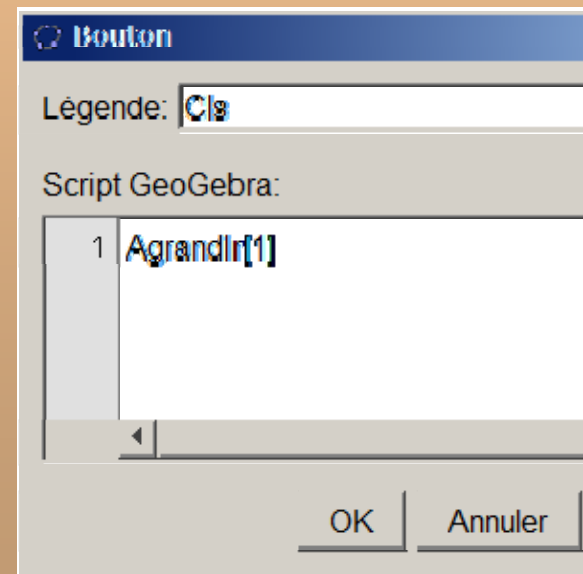 Bouton
Légende: Cls
Script GeoGebra:
1 Agrandir[1]
OK Annuler